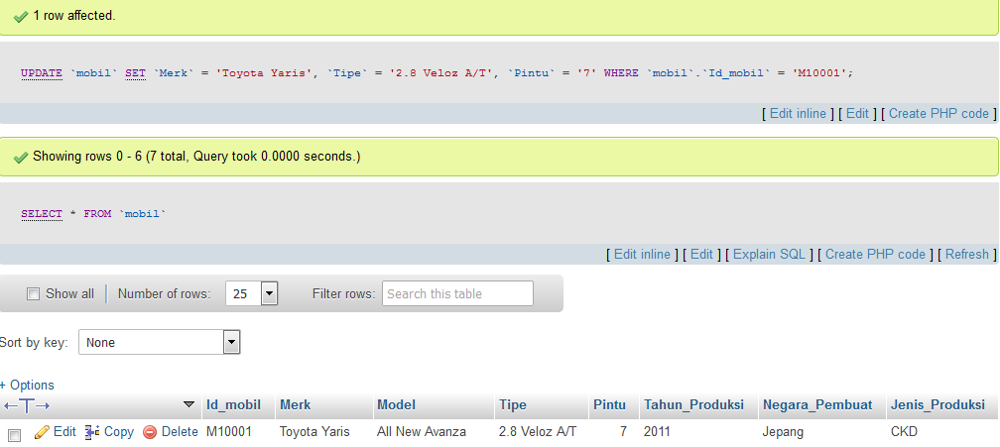 1 row affected.
UPDATE `mobil` SET `Merk` = 'Toyota Yaris', `Tipe` = '2.8 Veloz A/T', `Pintu` = '7' WHERE `mobil`.`Id_mobil` = 'M10001';
[ Edit inline ] [ Edit ] [ Create PHP code ]
Showing rows 0 - 6 (7 total, Query took 0.0000 seconds.)
SELECT * FROM `mobil`
[ Edit inline ] [ Edit ] [ Explain SQL ] [ Create PHP code ] [ Refresh ]
Show all Number of rows: 25 Filter rows: Search this table
Sort by key: None
+ Options
←T→ Id_mobil Merk Model Tipe Pintu Tahun_Produksi Negara_Pembuat Jenis_Produksi
Edit Copy Delete M10001 Toyota Yaris All New Avanza 2.8 Veloz A/T 7 2011 Jepang CKD